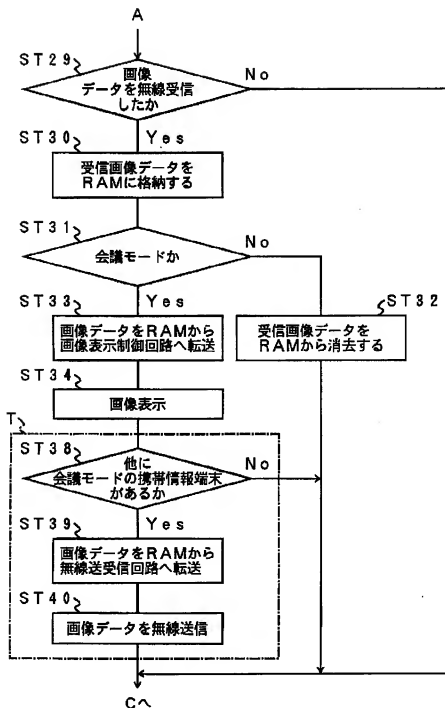 A
ST29
画像
データを無線受信
したか
No
Yes
ST30
受信画像データを
RAMに格納する
ST31
会議モードか
No
Yes
ST33
画像データをRAMから
画像表示制御回路へ転送
ST32
受信画像データを
RAMから消去する
ST34
画像表示
T
ST38
他に
会議モードの携帯情報端末
があるか
No
Yes
ST39
画像データをRAMから
無線送受信回路へ転送
ST40
画像データを無線送信
Cへ